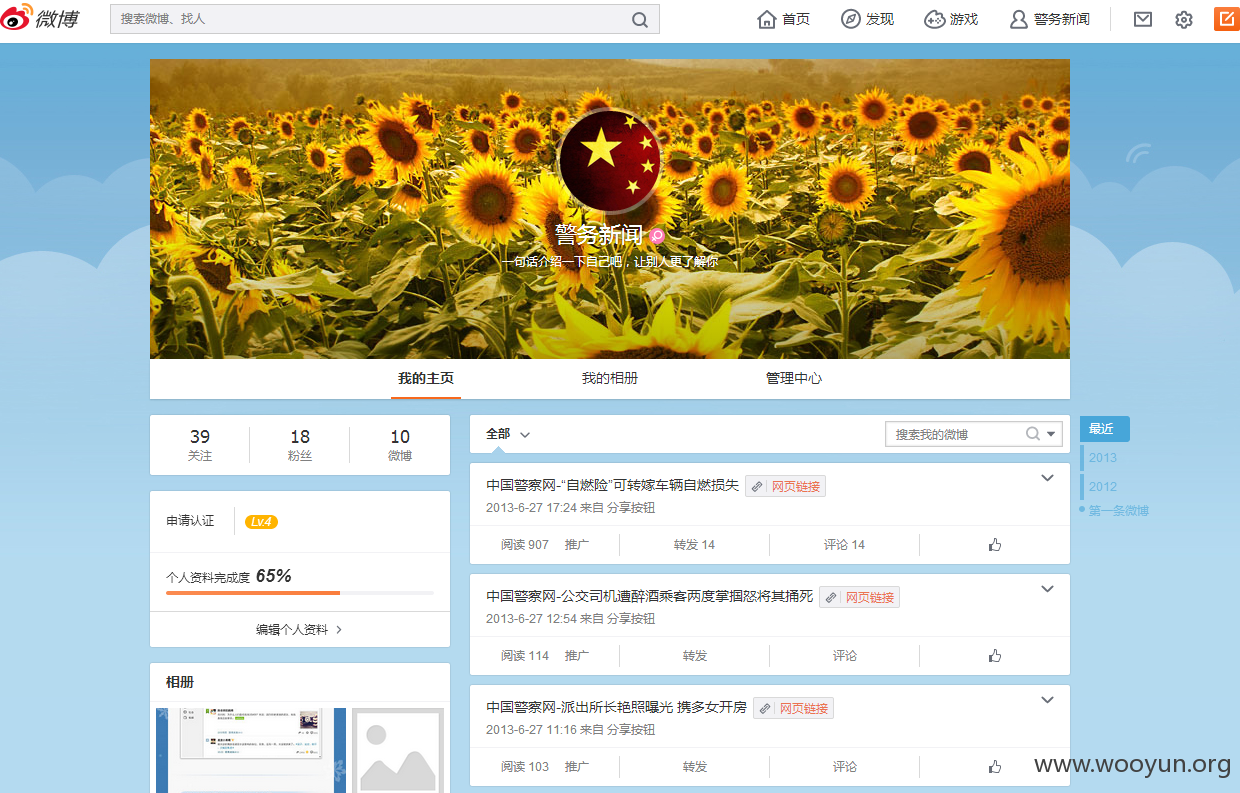 微博
搜索微博、找人
首页
发现
游戏
警务新闻
警务新闻
一句话介绍一下自己吧，让别人更了解你
我的主页
我的相册
管理中心
39
关注
18
粉丝
10
微博
申请认证
Lv.4
个人资料完成度 65%
编辑个人资料
相册
全部
搜索我的微博
中国警察网-“自燃险”可转嫁车辆自燃损失 网页链接
2013-6-27 17:24 来自 分享按钮
阅读 907 推广 转发 14 评论 14
中国警察网-公交司机遭醉酒乘客两度掌掴怒将其捅死 网页链接
2013-6-27 12:54 来自 分享按钮
阅读 114 推广 转发 评论
中国警察网-派出所长艳照曝光 携多女开房 网页链接
2013-6-27 11:16 来自 分享按钮
阅读 103 推广 转发 评论
最近
2013
2012
第一条微博
www.wooyun.org